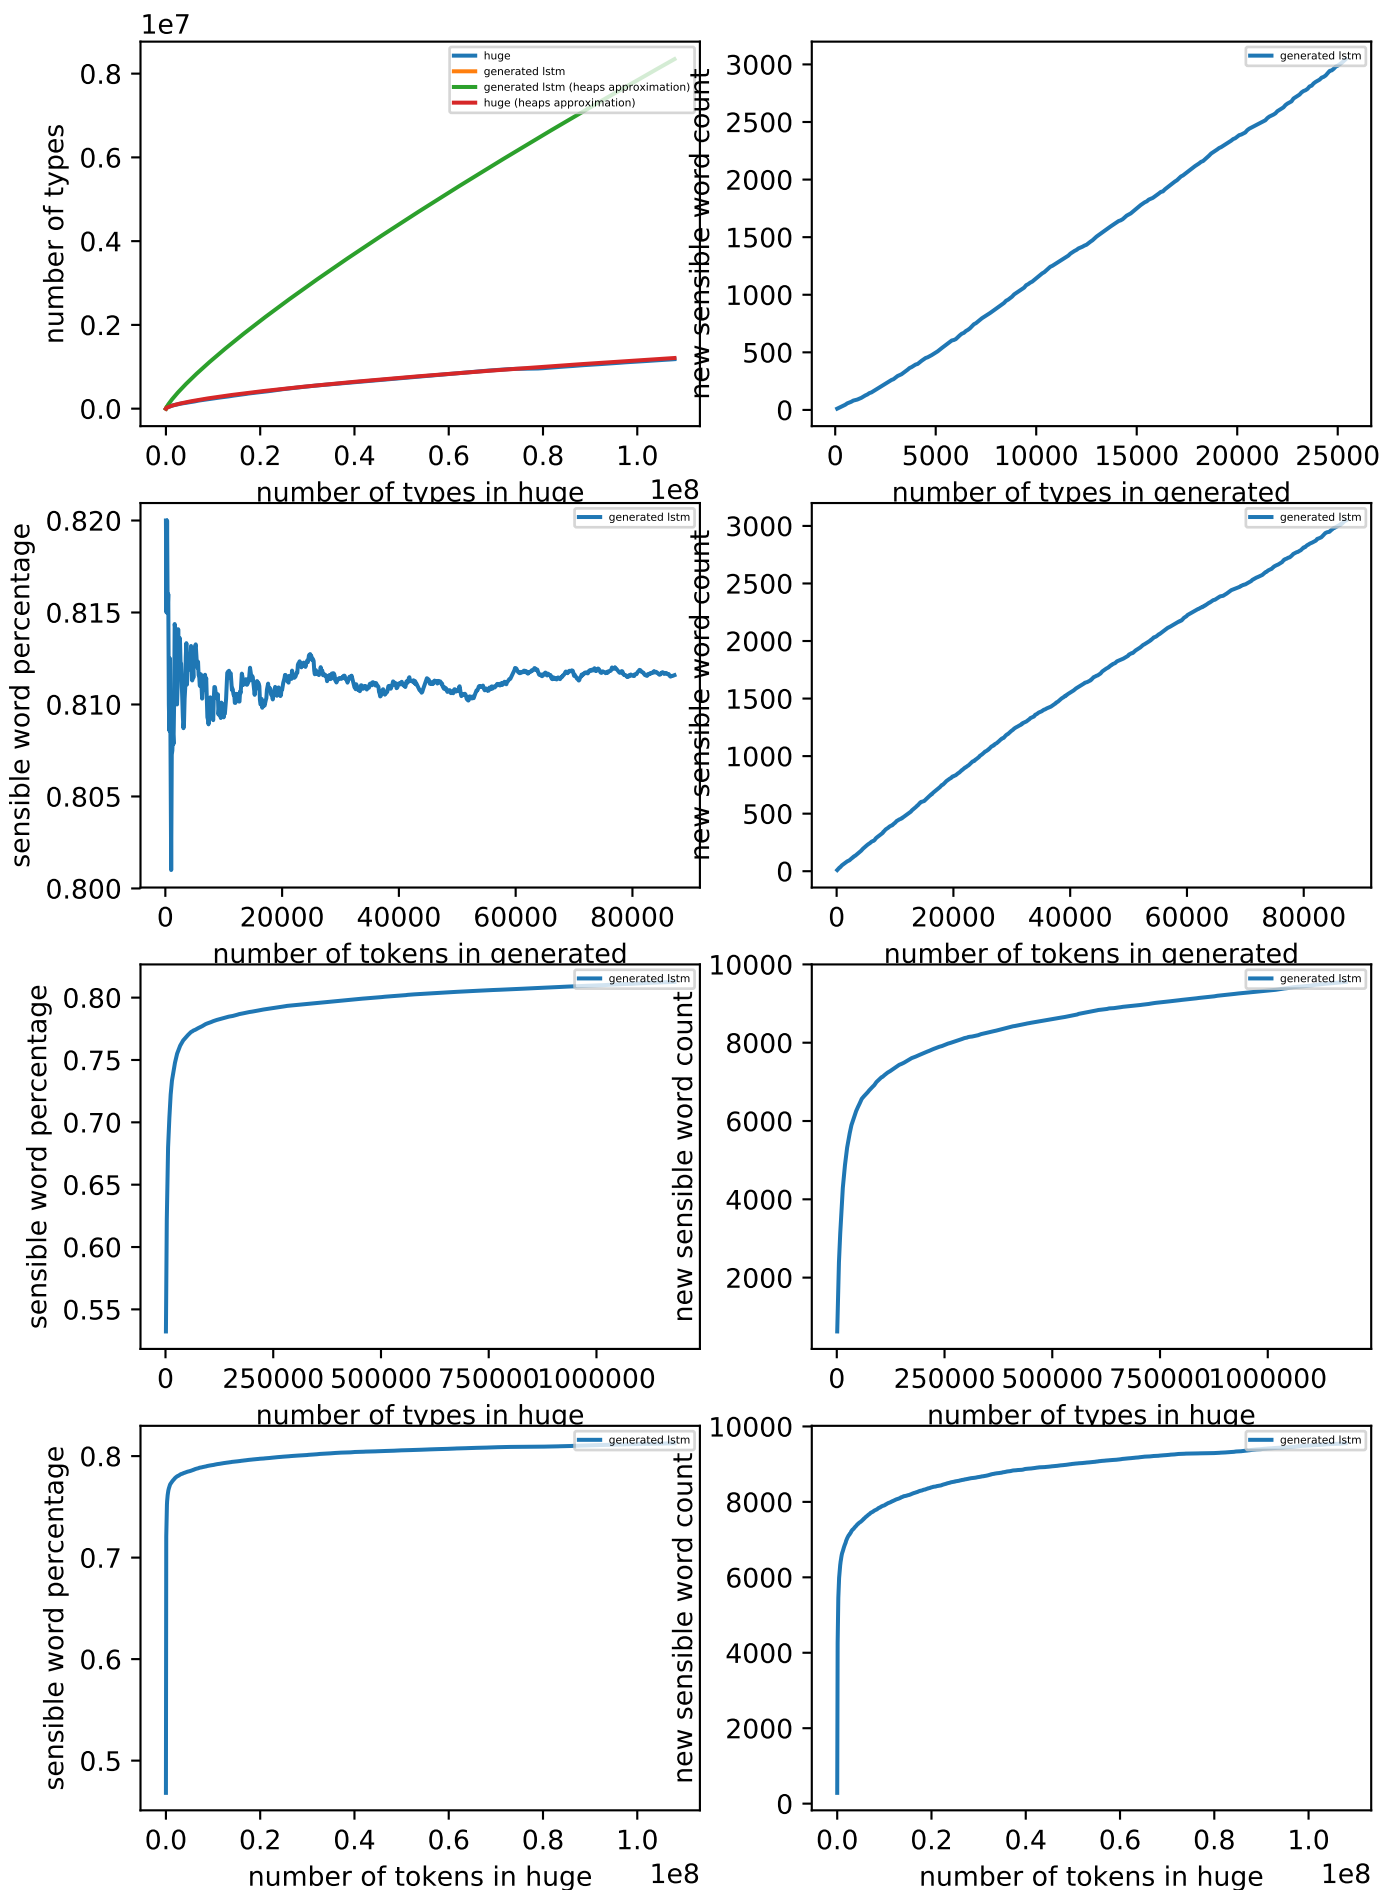 1e7
number of types
0.8
0.6
0.4
0.2
0.0
huge
generated lstm
generated lstm (heaps approximation)
huge (heaps approximation)
0.0 0.2 0.4 0.6 0.8 1.0
number of types in huge
1e8
new sensible word count
3000
2500
2000
1500
1000
500
0
generated lstm
0 5000 10000 15000 20000 25000
number of types in generated
sensible word percentage
0.820
0.815
0.810
0.805
0.800
generated lstm
0 20000 40000 60000 80000
number of tokens in generated
new sensible word count
3000
2500
2000
1500
1000
500
0
generated lstm
0 20000 40000 60000 80000
number of tokens in generated
sensible word percentage
0.80
0.75
0.70
0.65
0.60
0.55
generated lstm
0 250000 500000 750000 1000000
number of types in huge
new sensible word count
10000
8000
6000
4000
2000
generated lstm
0 250000 500000 750000 1000000
number of types in huge
sensible word percentage
0.8
0.7
0.6
0.5
generated lstm
0.0 0.2 0.4 0.6 0.8 1.0
number of tokens in huge
1e8
new sensible word count
10000
8000
6000
4000
2000
0
generated lstm
0.0 0.2 0.4 0.6 0.8 1.0
number of tokens in huge
1e8